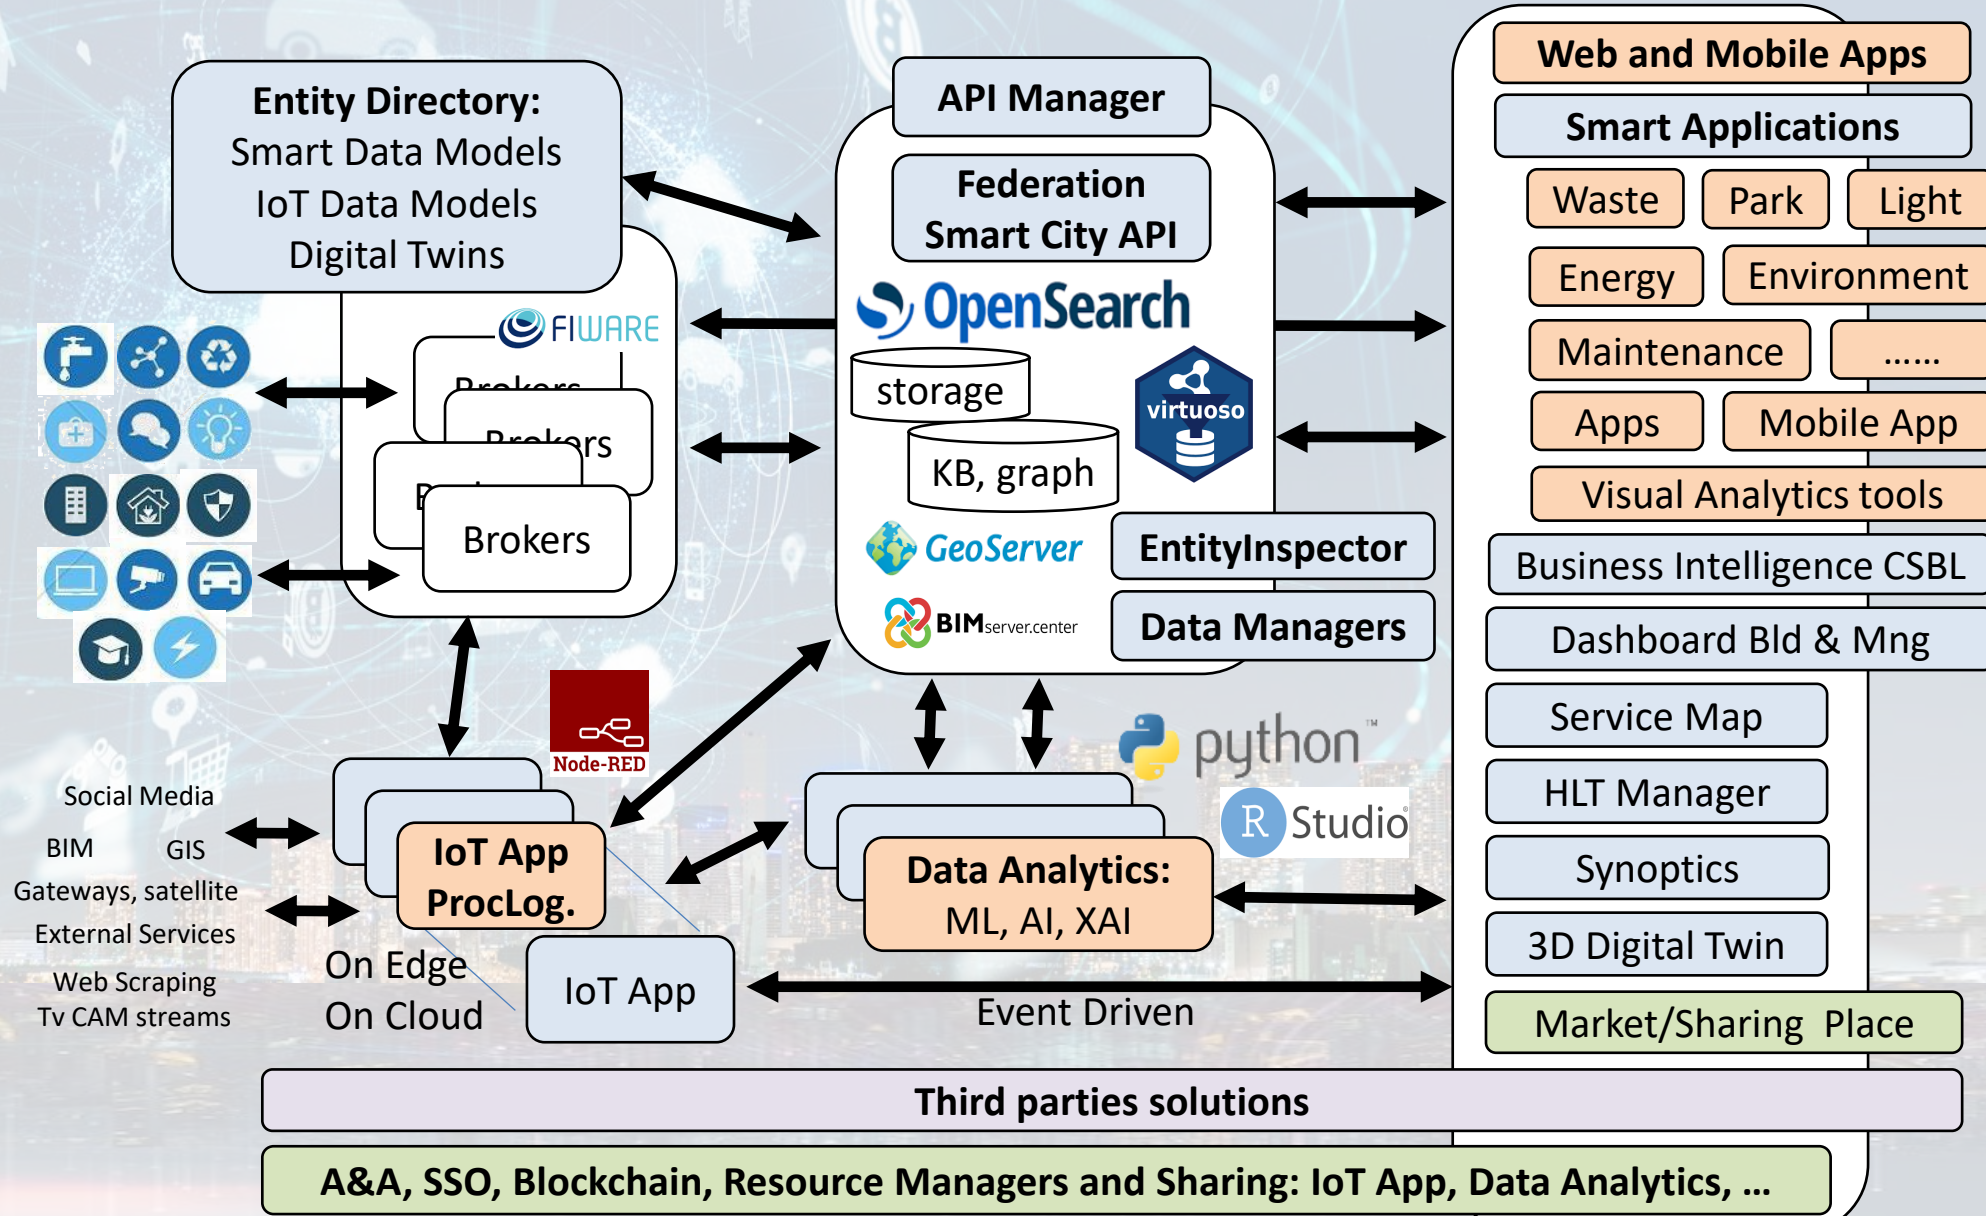 Entity Directory:
Smart Data Models
IoT Data Models
Digital Twins
FIWARE
Brokers
Brokers
Brokers
Social Media
BIM GIS
Gateways, satellite
External Services
Web Scraping
Tv CAM streams
Node-RED
IoT App
ProcLog.
On Edge
On Cloud
IoT App
API Manager
Federation
Smart City API
OpenSearch
storage
virtuoso
KB, graph
GeoServer
EntityInspector
BIMserver.center
Data Managers
python™
R Studio
Data Analytics:
ML, AI, XAI
Event Driven
Web and Mobile Apps
Smart Applications
Waste Park Light
Energy Environment
Maintenance ......
Apps Mobile App
Visual Analytics tools
Business Intelligence CSBL
Dashboard Bld & Mng
Service Map
HLT Manager
Synoptics
3D Digital Twin
Market/Sharing Place
Third parties solutions
A&A, SSO, Blockchain, Resource Managers and Sharing: IoT App, Data Analytics, ...